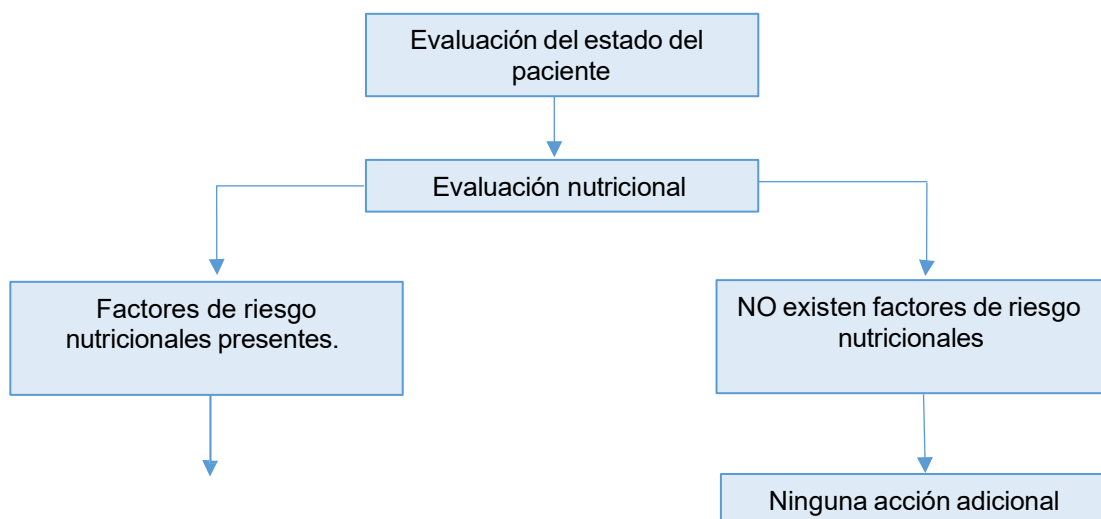 Evaluación del estado del
paciente
Evaluación nutricional
Factores de riesgo
nutricionales presentes.
NO existen factores de riesgo
nutricionales
Ninguna acción adicional